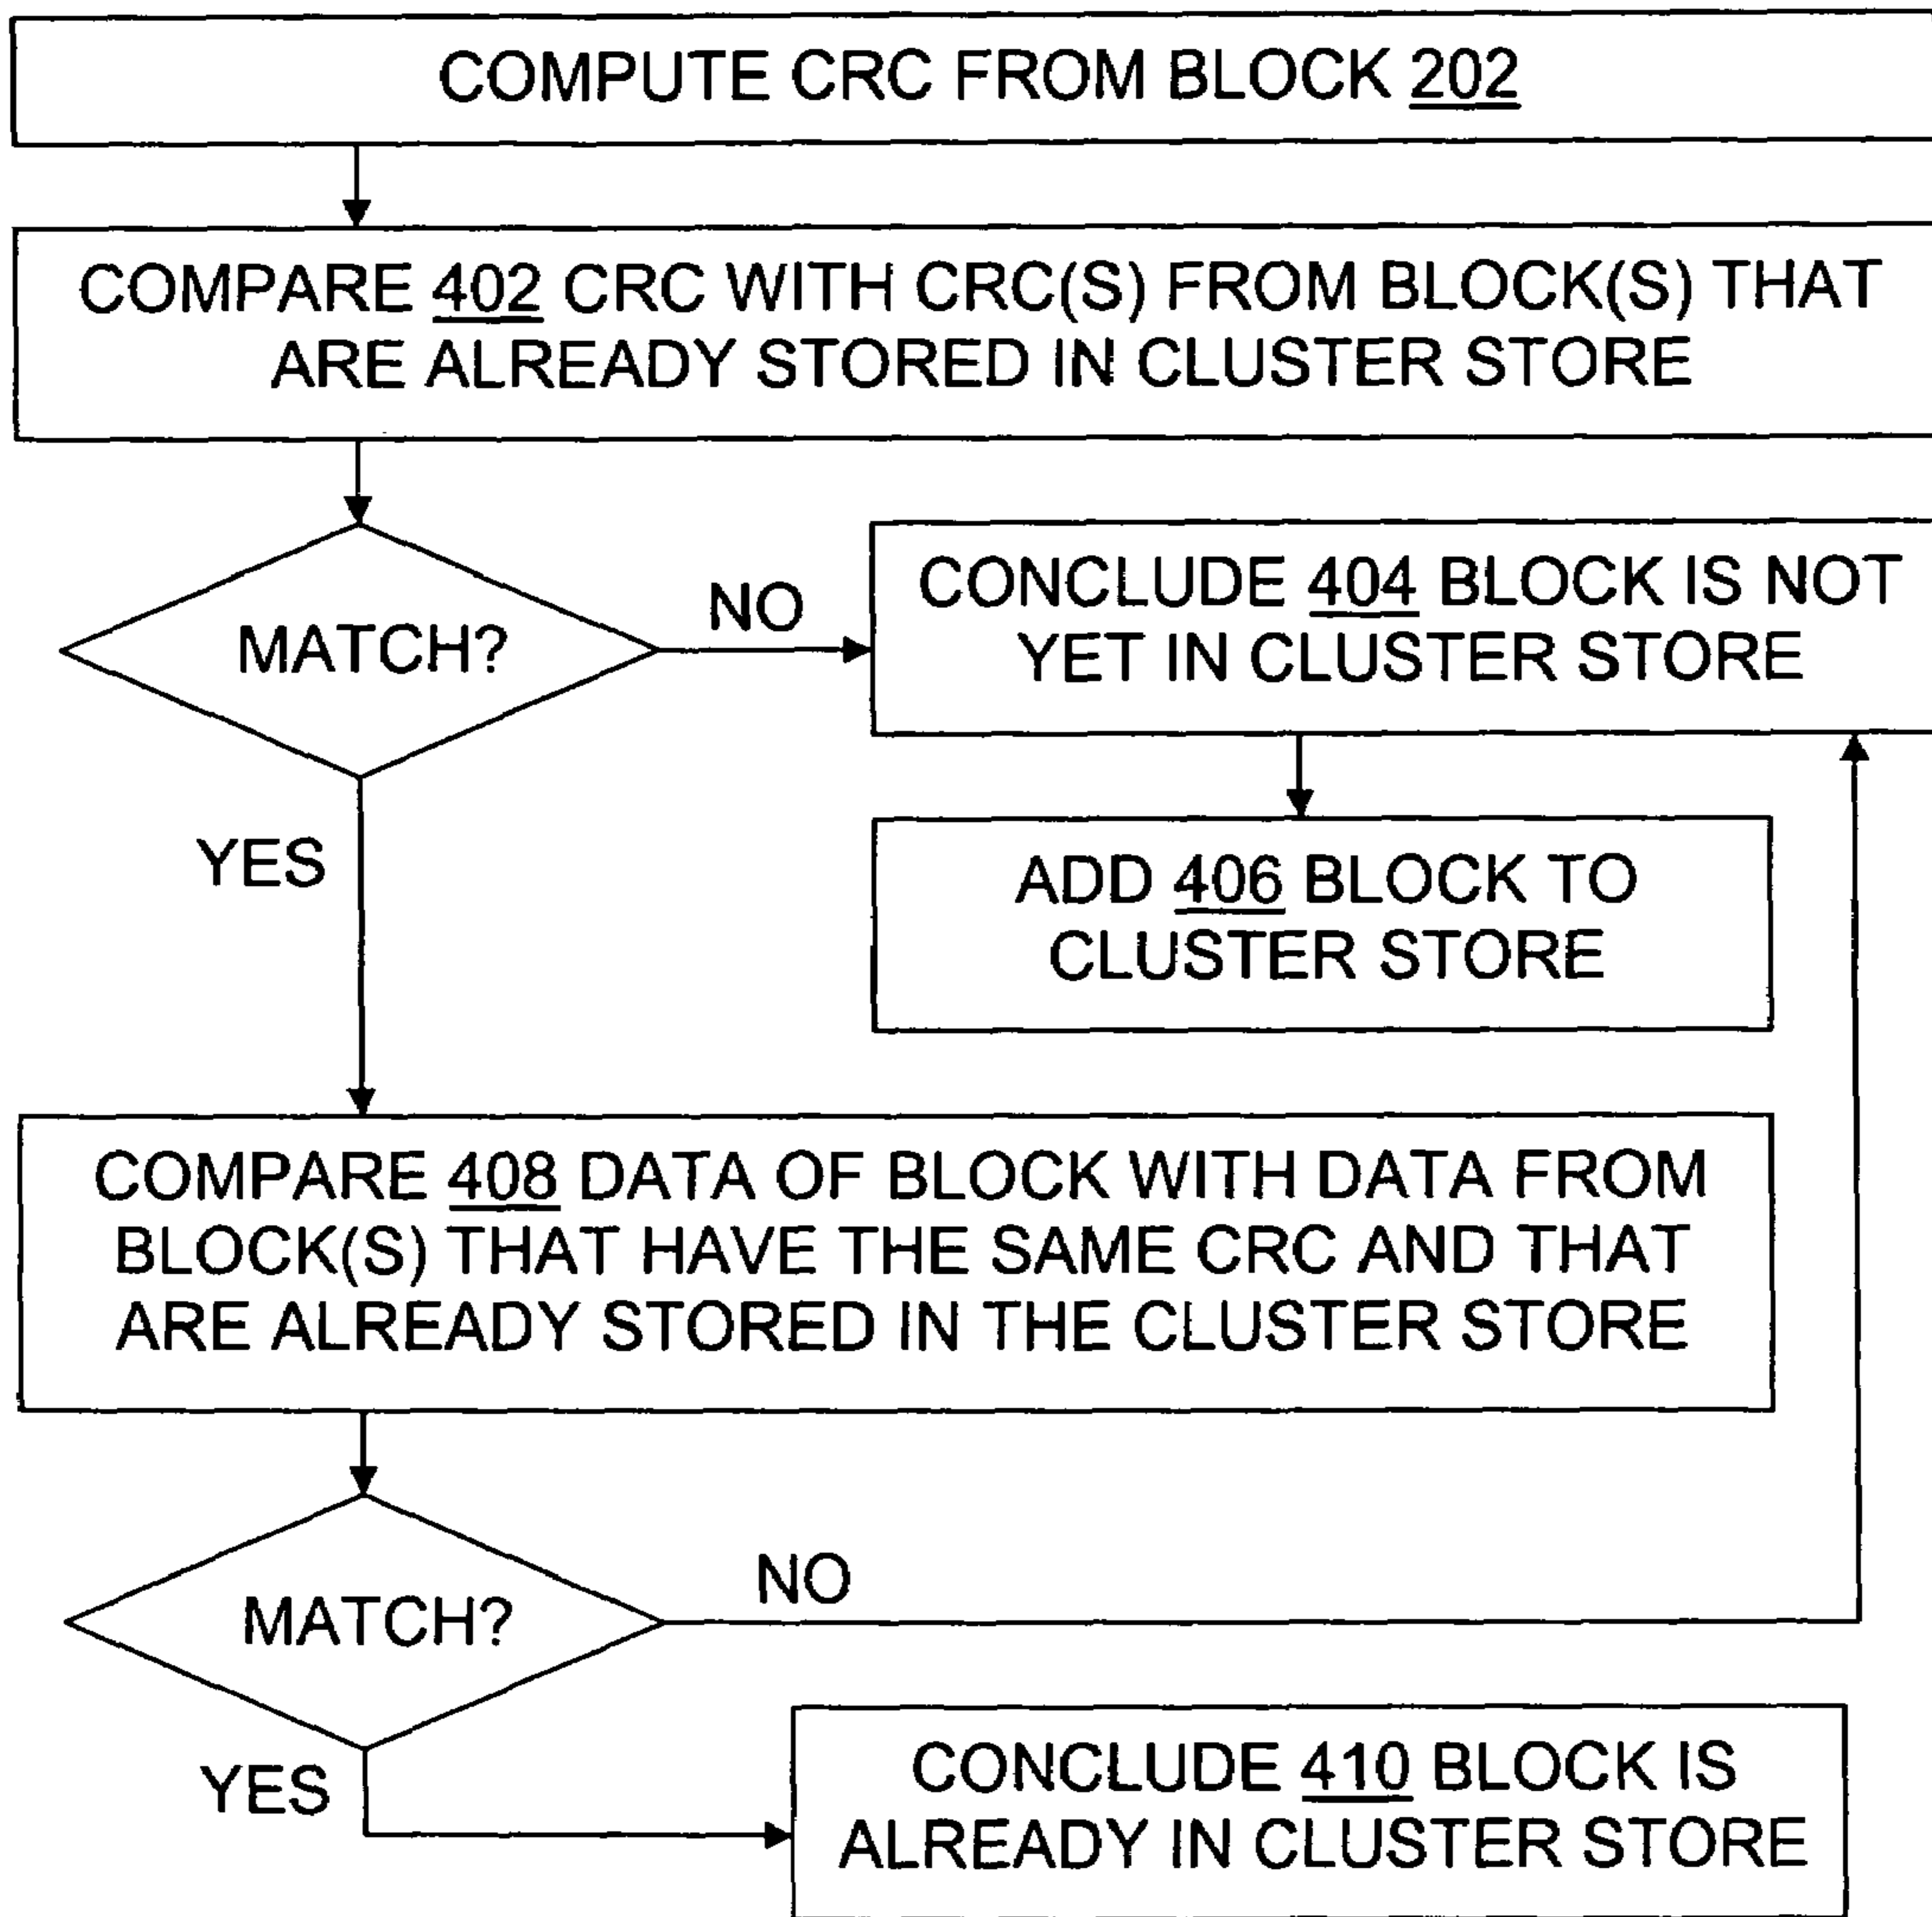 COMPUTE CRC FROM BLOCK 202
COMPARE 402 CRC WITH CRC(S) FROM BLOCK(S) THAT
ARE ALREADY STORED IN CLUSTER STORE
MATCH?
NO
CONCLUDE 404 BLOCK IS NOT
YET IN CLUSTER STORE
YES
ADD 406 BLOCK TO
CLUSTER STORE
COMPARE 408 DATA OF BLOCK WITH DATA FROM
BLOCK(S) THAT HAVE THE SAME CRC AND THAT
ARE ALREADY STORED IN THE CLUSTER STORE
MATCH?
NO
YES
CONCLUDE 410 BLOCK IS
ALREADY IN CLUSTER STORE